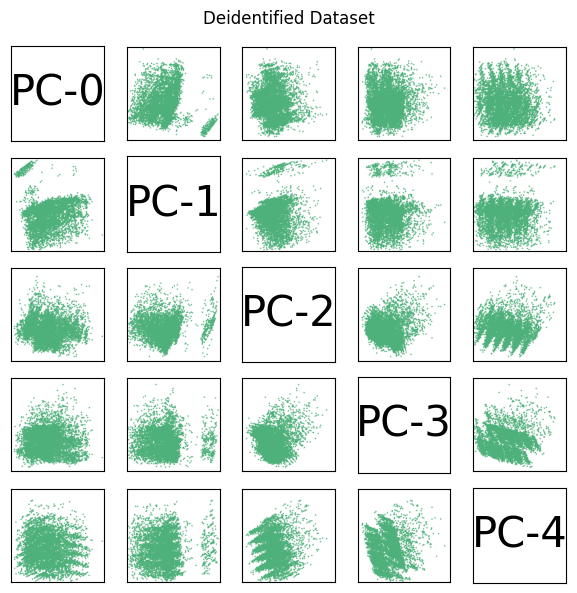 Deidentified Dataset
PC-0
PC-1
PC-2
PC-3
PC-4